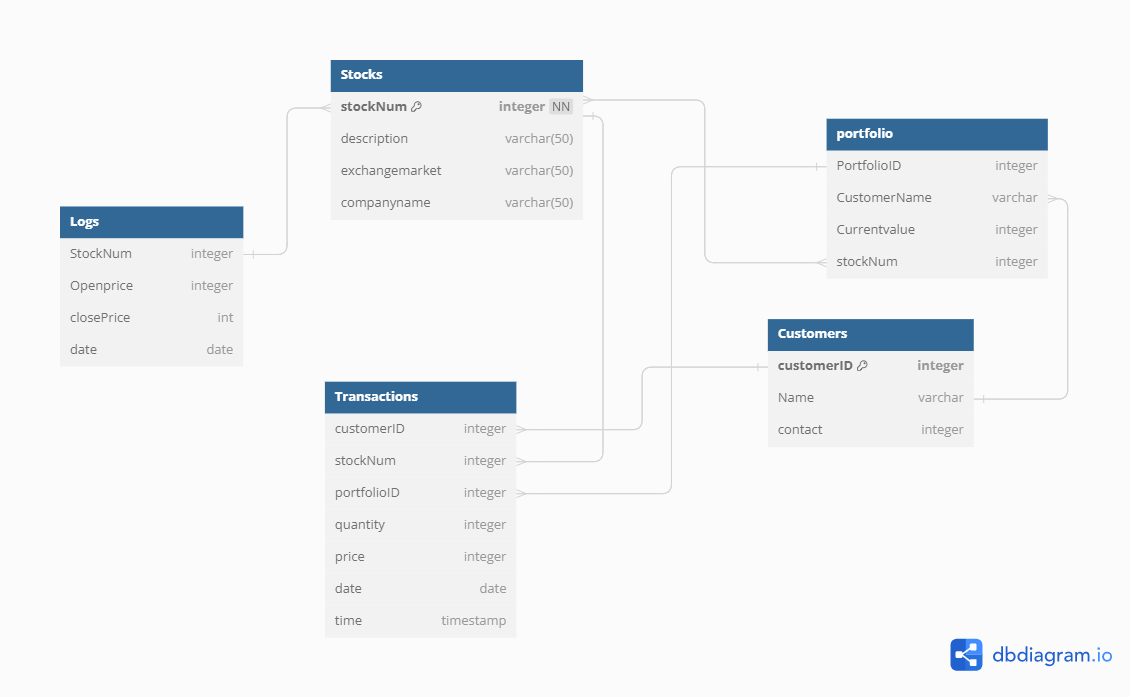 Stocks
stockNum integer NN
description varchar(50)
exchangemarket varchar(50)
companyname varchar(50)
portfolio
PortfolioID integer
CustomerName varchar
Currentvalue integer
stockNum integer
Logs
StockNum integer
Openprice integer
closePrice int
date date
Customers
customerID integer
Name varchar
contact integer
Transactions
customerID integer
stockNum integer
portfolioID integer
quantity integer
price integer
date date
time timestamp
dbdiagram.io